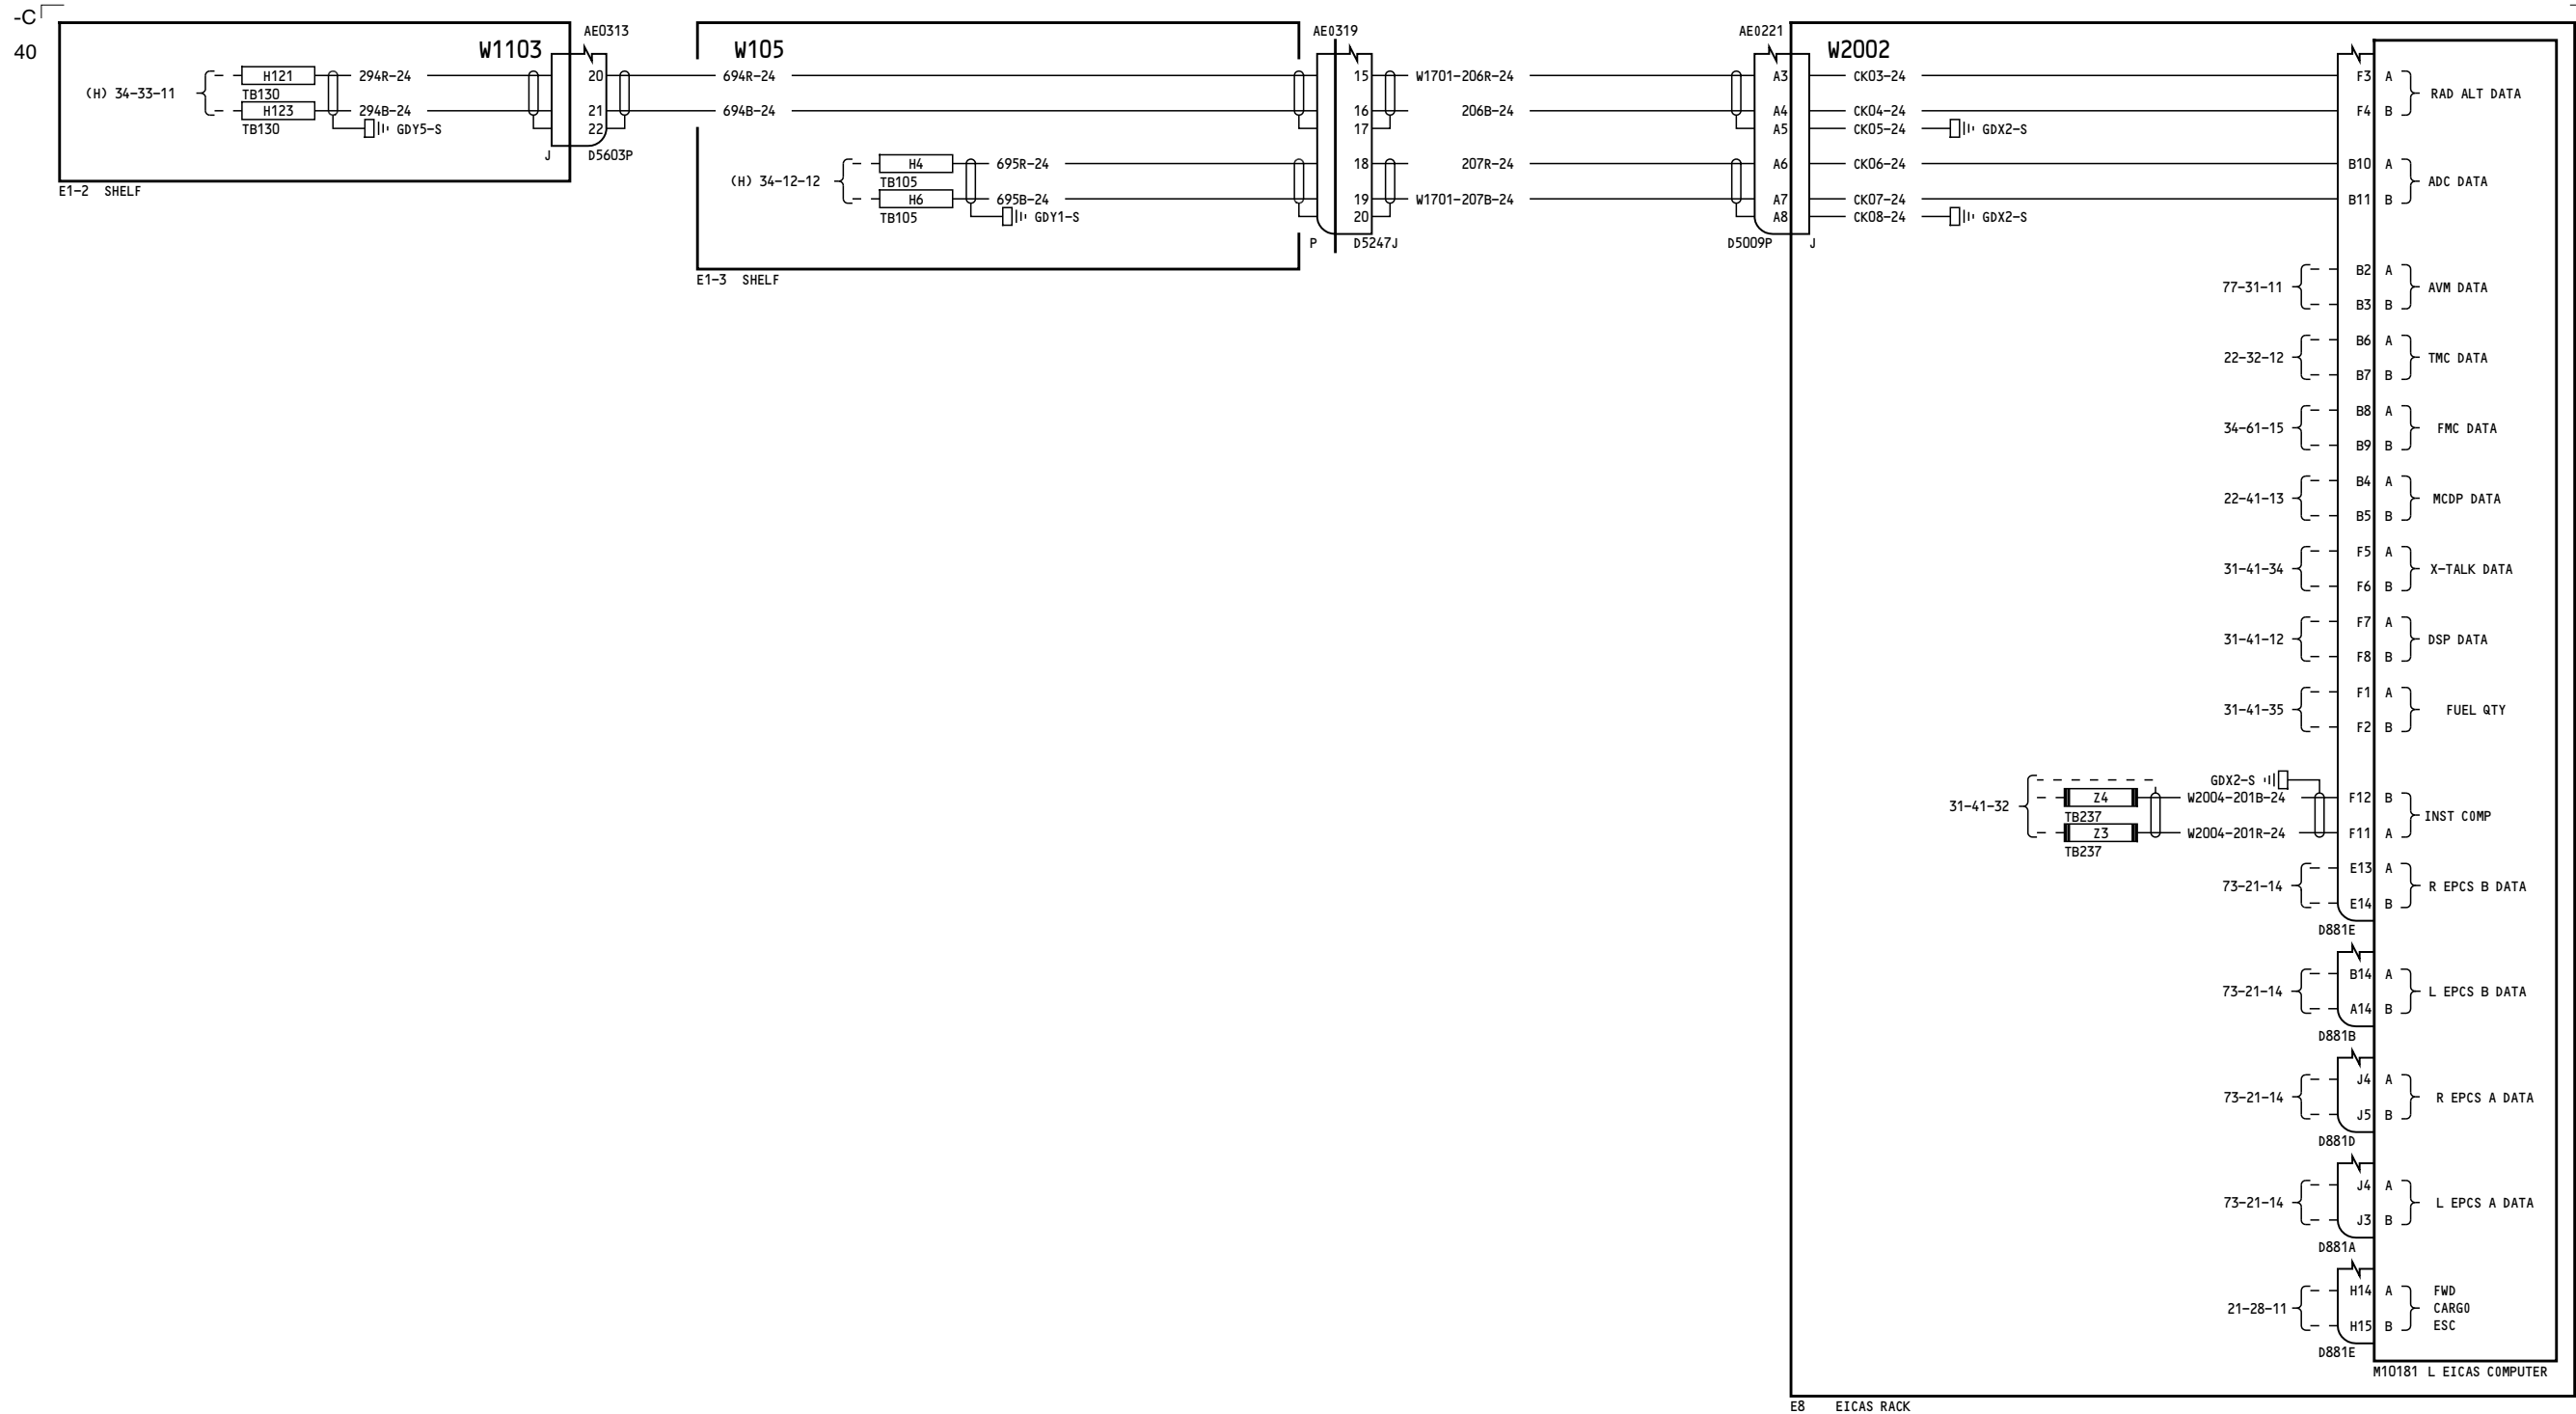 -C
40
W1103
AE0313
(H) 34-33-11
H121
TB130
H123
TB130
294R-24
294B-24
GDY5-S
20
21
22
J
D5603P
E1-2 SHELF
W105
694R-24
694B-24
(H) 34-12-12
H4
TB105
H6
TB105
695R-24
695B-24
GDY1-S
E1-3 SHELF
AE0319
15
16
17
18
19
20
P
D5247J
W1701-206R-24
206B-24
207R-24
W1701-207B-24
AE0221
A3
A4
A5
A6
A7
A8
D5009P
J
W2002
CK03-24
CK04-24
CK05-24
GDX2-S
CK06-24
CK07-24
CK08-24
GDX2-S
F3 A
RAD ALT DATA
F4 B
B10 A
ADC DATA
B11 B
B2 A
77-31-11
AVM DATA
B3 B
B6 A
22-32-12
TMC DATA
B7 B
B8 A
34-61-15
FMC DATA
B9 B
B4 A
22-41-13
MCDP DATA
B5 B
F5 A
31-41-34
X-TALK DATA
F6 B
F7 A
31-41-12
DSP DATA
F8 B
F1 A
31-41-35
FUEL QTY
F2 B
GDX2-S
Z4
W2004-201B-24
F12 B
31-41-32
TB237
INST COMP
Z3
W2004-201R-24
F11 A
TB237
E13 A
73-21-14
R EPCS B DATA
E14 B
D881E
B14 A
73-21-14
L EPCS B DATA
A14 B
D881B
J4 A
73-21-14
R EPCS A DATA
J5 B
D881D
J4 A
73-21-14
L EPCS A DATA
J3 B
D881A
H14 A
FWD
21-28-11
CARGO
H15 B
ESC
D881E
M10181 L EICAS COMPUTER
E8 EICAS RACK